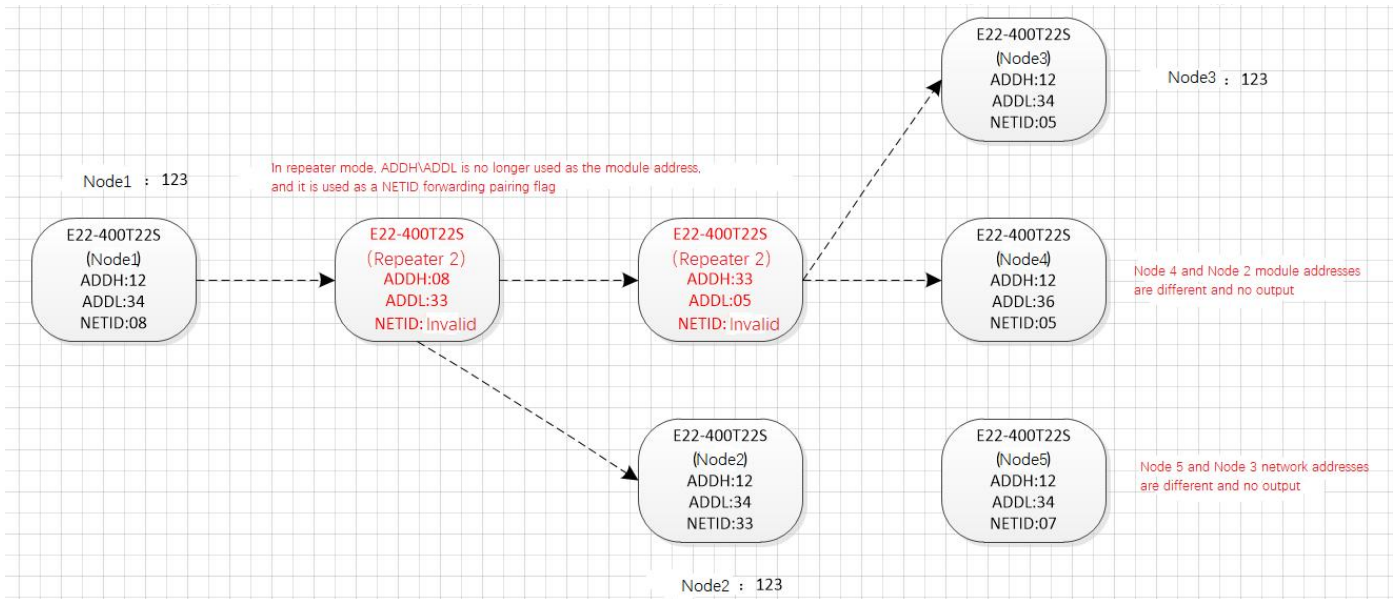 E22-400T22S
(Node3)
ADDH:12
ADDL:34
NETID:05
Node3 : 123
In repeater mode, ADDH\ADDL is no longer used as the module address,
and it is used as a NETID forwarding pairing flag
Node1 : 123
E22-400T22S
(Node1)
ADDH:12
ADDL:34
NETID:08
E22-400T22S
(Repeater 2)
ADDH:08
ADDL:33
NETID: Invalid
E22-400T22S
(Repeater 2)
ADDH:33
ADDL:05
NETID: Invalid
E22-400T22S
(Node4)
ADDH:12
ADDL:36
NETID:05
Node 4 and Node 2 module addresses
are different and no output
E22-400T22S
(Node2)
ADDH:12
ADDL:34
NETID:33
E22-400T22S
(Node5)
ADDH:12
ADDL:34
NETID:07
Node 5 and Node 3 network addresses
are different and no output
Node2 : 123